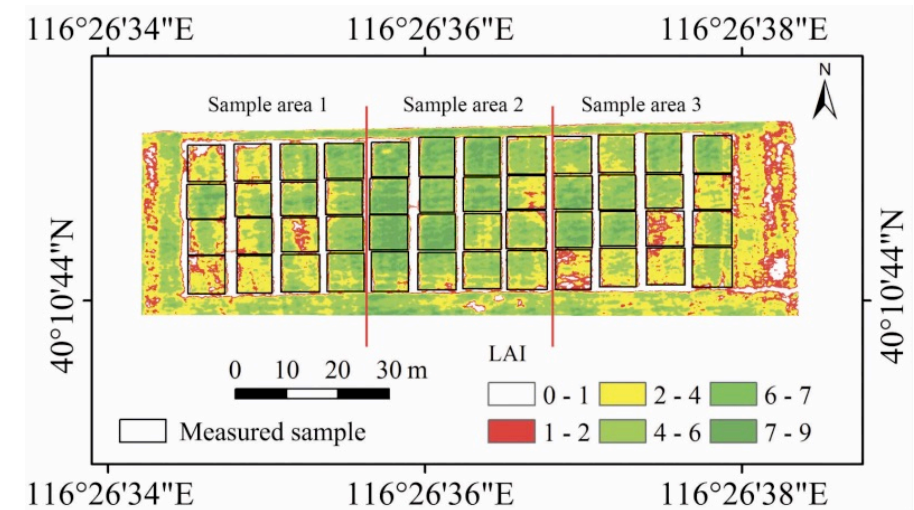 116°26'34"E 116°26'36"E 116°26'38"E
N
Sample area 1 Sample area 2 Sample area 3
40°10'44"N 40°10'44"N
LAI
0 10 20 30 m
0 - 1 2 - 4 6 - 7
Measured sample 1 - 2 4 - 6 7 - 9
116°26'34"E 116°26'36"E 116°26'38"E